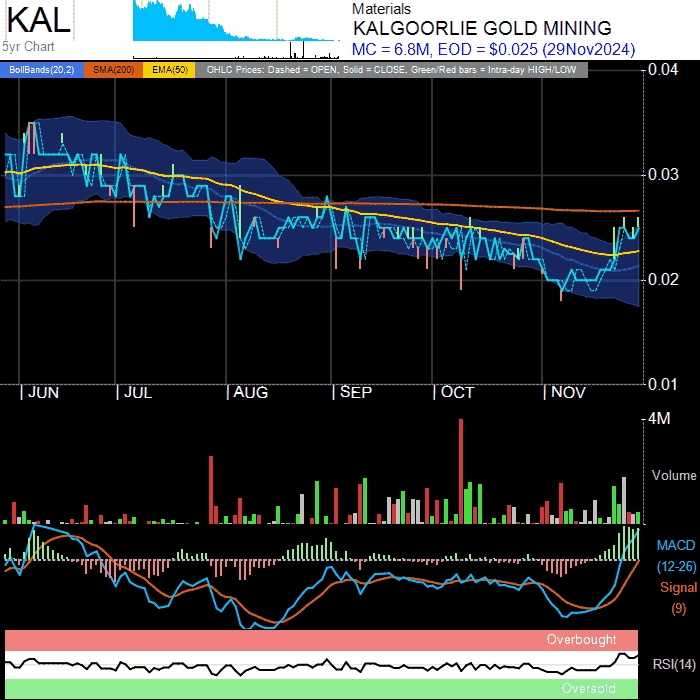 KAL
5yr Chart
Materials
KALGOORLIE GOLD MINING
MC = 6.8M, EOD = $0.025 (29Nov2024)
BollBands(20,2) SMA(200) EMA(50) OHLC Prices: Dashed = OPEN, Solid = CLOSE, Green/Red bars = Intra-day HIGH/LOW
0.04
0.03
0.02
0.01
| JUN | JUL | AUG | SEP | OCT | NOV
4M
Volume
MACD
(12-26)
Signal
(9)
Overbought
RSI(14)
Oversold